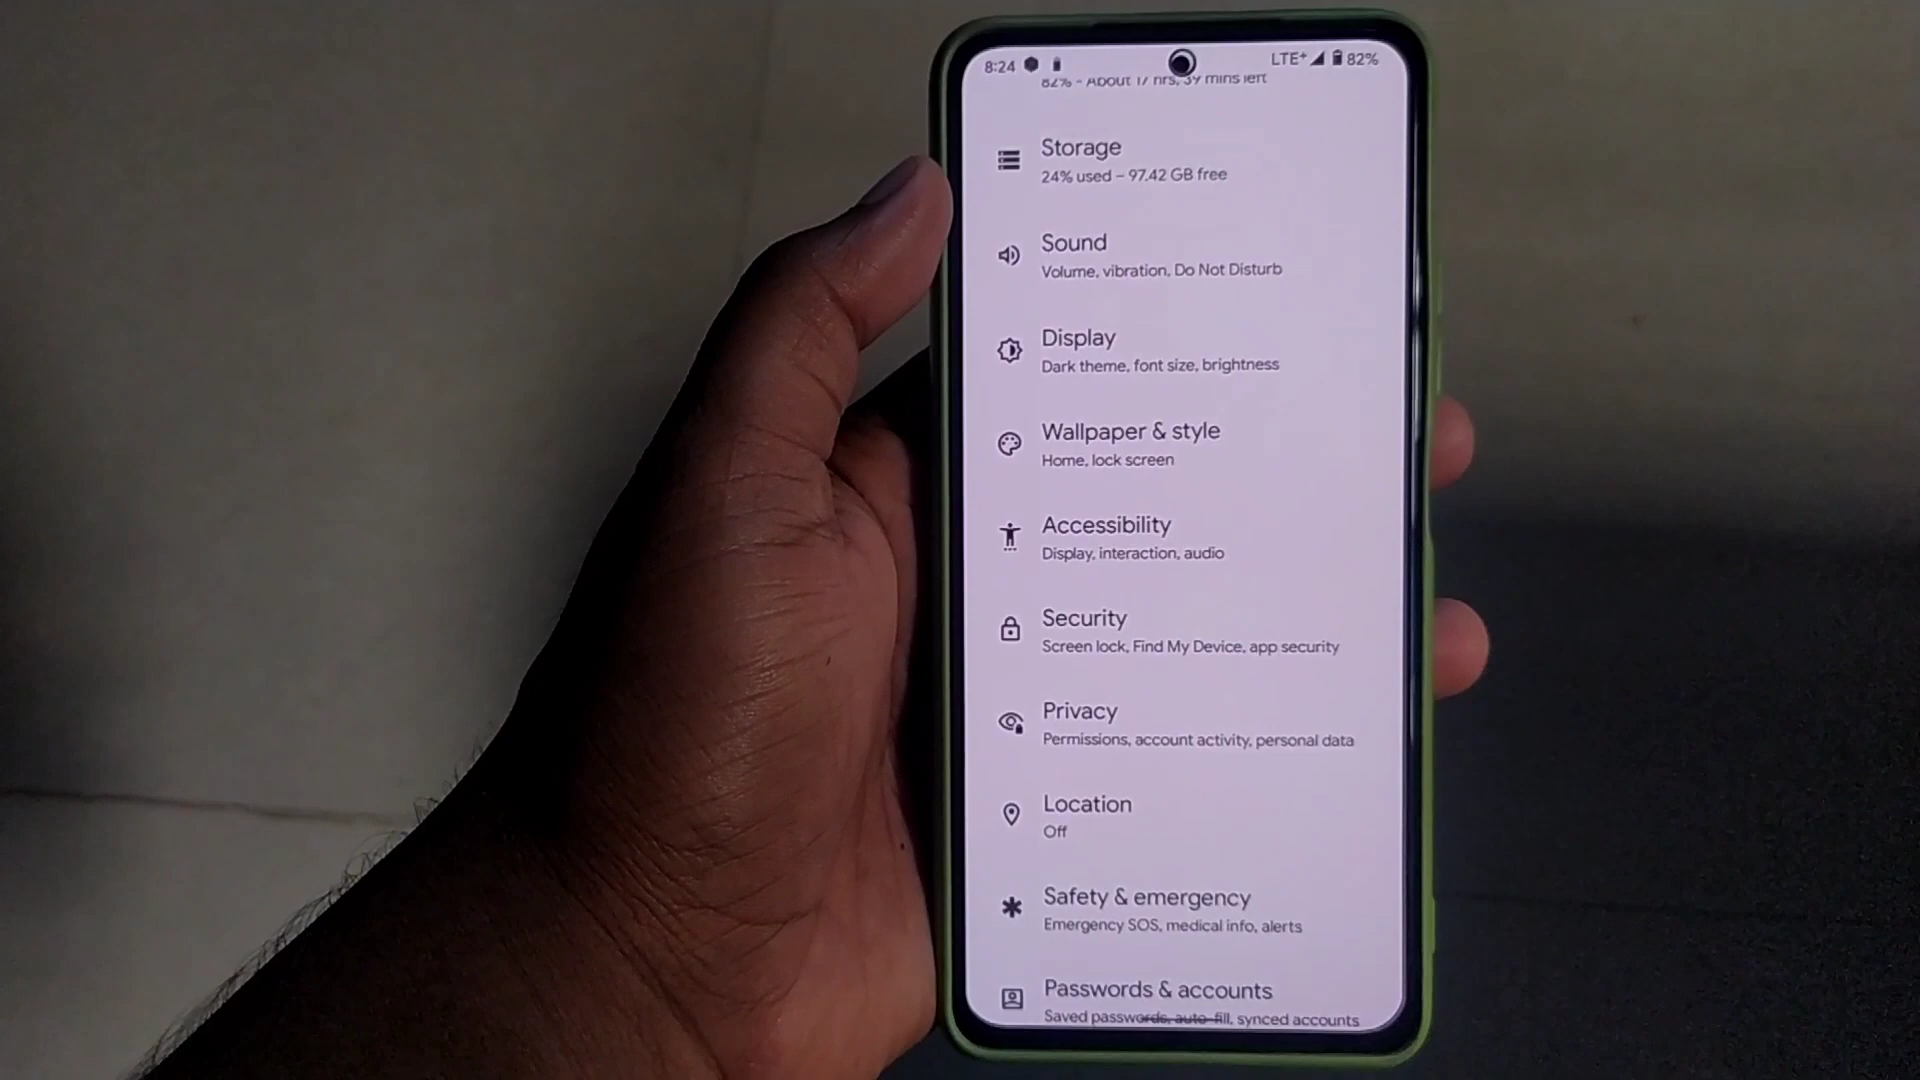 8:24 LTE+ 82%
82% - About 17 hrs, 39 mins left
Storage
24% used – 97.42 GB free
Sound
Volume, vibration, Do Not Disturb
Display
Dark theme, font size, brightness
Wallpaper & style
Home, lock screen
Accessibility
Display, interaction, audio
Security
Screen lock, Find My Device, app security
Privacy
Permissions, account activity, personal data
Location
Off
Safety & emergency
Emergency SOS, medical info, alerts
Passwords & accounts
Saved passwords, auto-fill, synced accounts